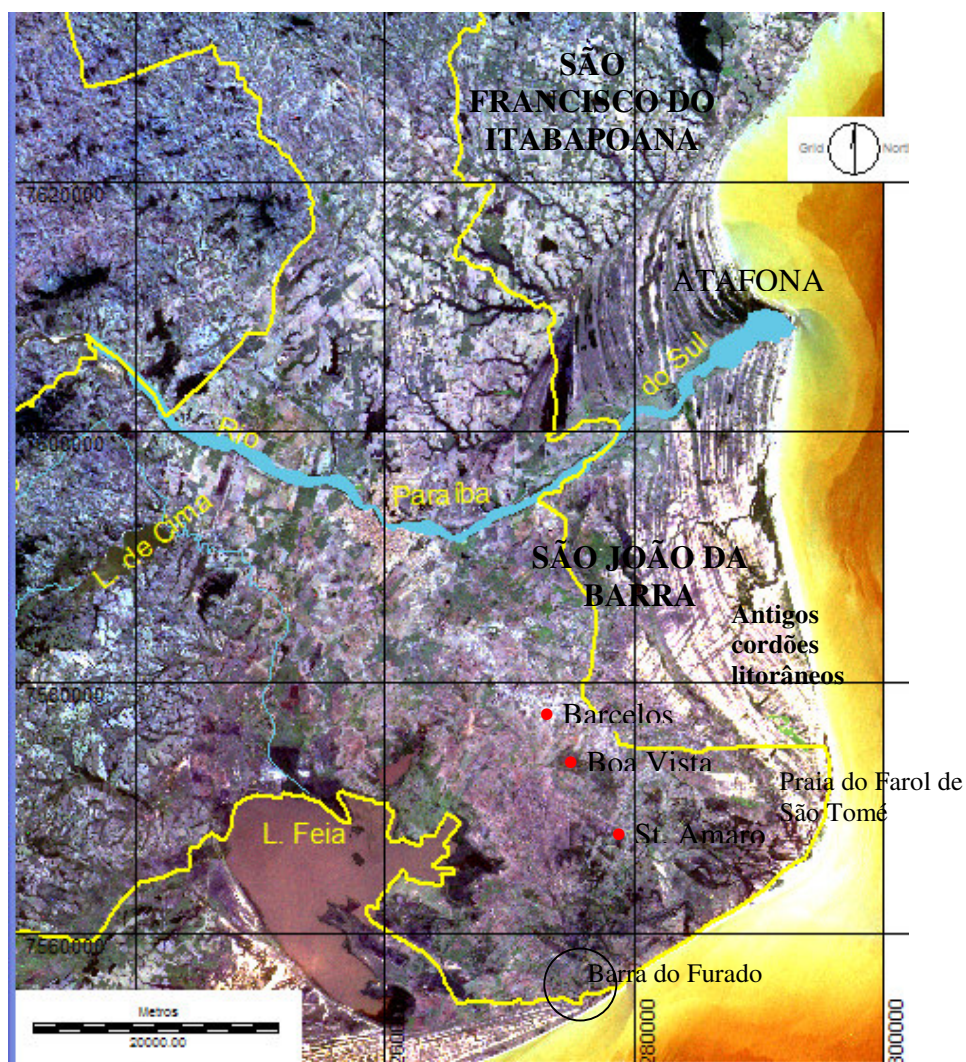 SÃO
FRANCISCO DO
ITABAPOANA
Grid
North
7620000
ATAFONA
do Sul
Rio
Paraíba
L. de Cima
SÃO JOÃO DA
BARRA
Antigos
cordões
litorâneos
7580000
Barcelos
Boa Vista
Praia do Farol de
São Tomé
L. Feia
St. Amaro
7560000
Barra do Furado
Metros
20000.00
280000